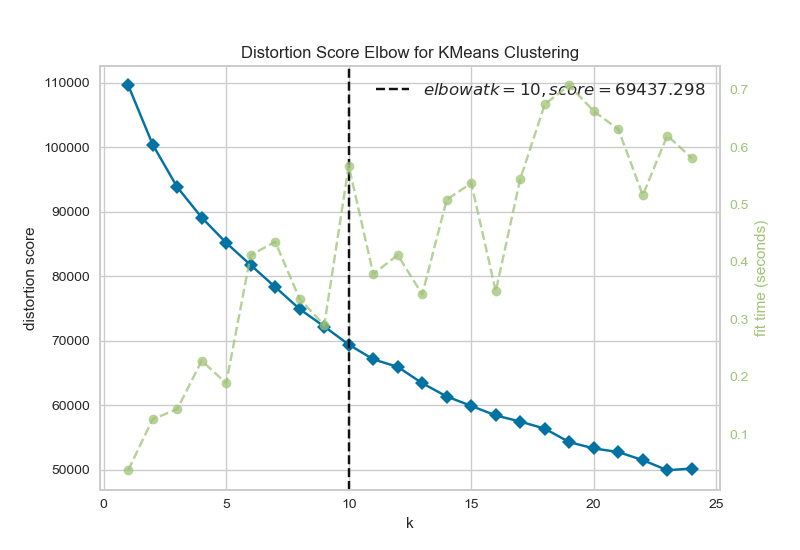 Distortion Score Elbow for KMeans Clustering
elbowatk = 10, score = 69437.298
110000
100000
90000
80000
70000
60000
50000
distortion score
0.7
0.6
0.5
0.4
0.3
0.2
0.1
fit time (seconds)
0 5 10 15 20 25
k